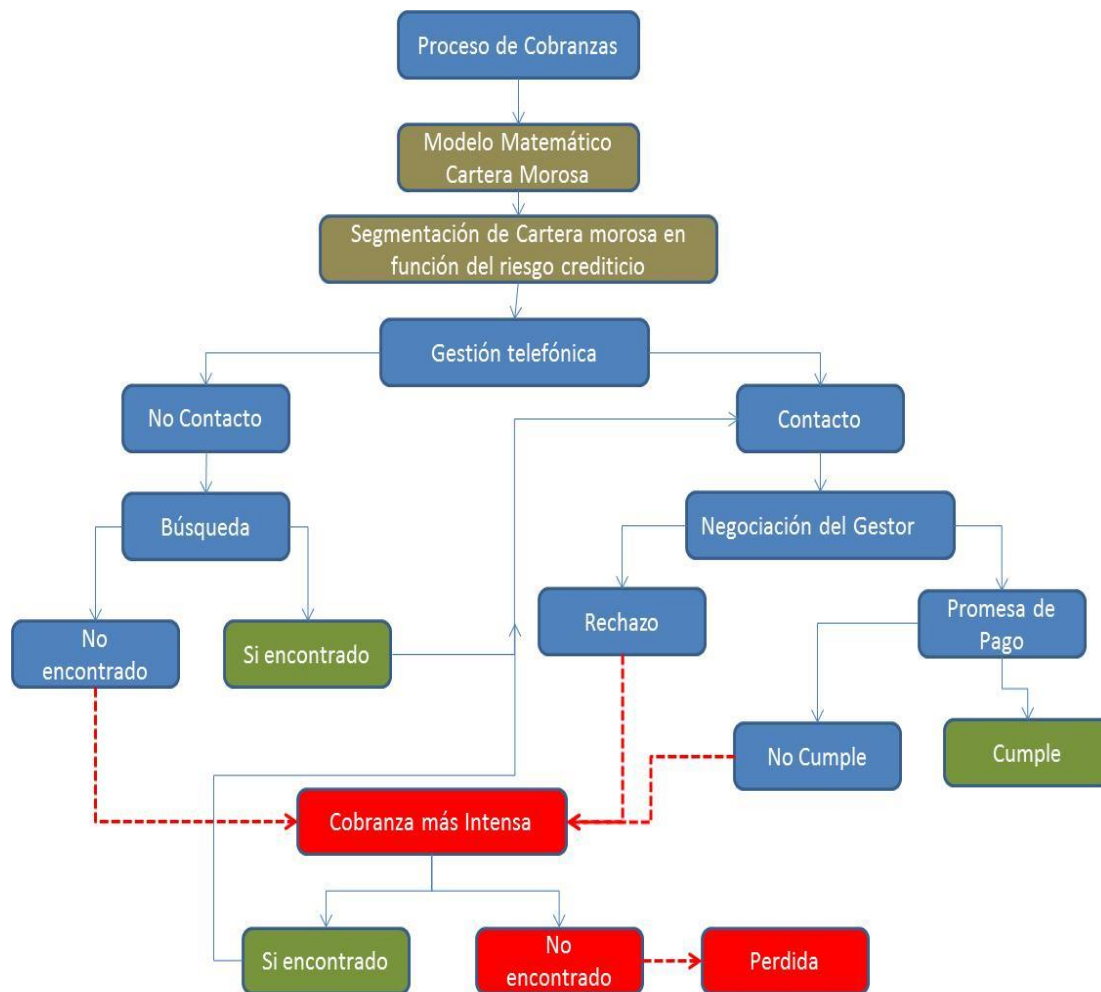 Proceso de Cobranzas
Modelo Matemático
Cartera Morosa
Segmentación de Cartera morosa en
función del riesgo crediticio
Gestión telefónica
No Contacto
Contacto
Búsqueda
Negociación del Gestor
No
encontrado
Si encontrado
Rechazo
Promesa de
Pago
No Cumple
Cumple
Cobranza más Intensa
Si encontrado
No
encontrado
Perdida